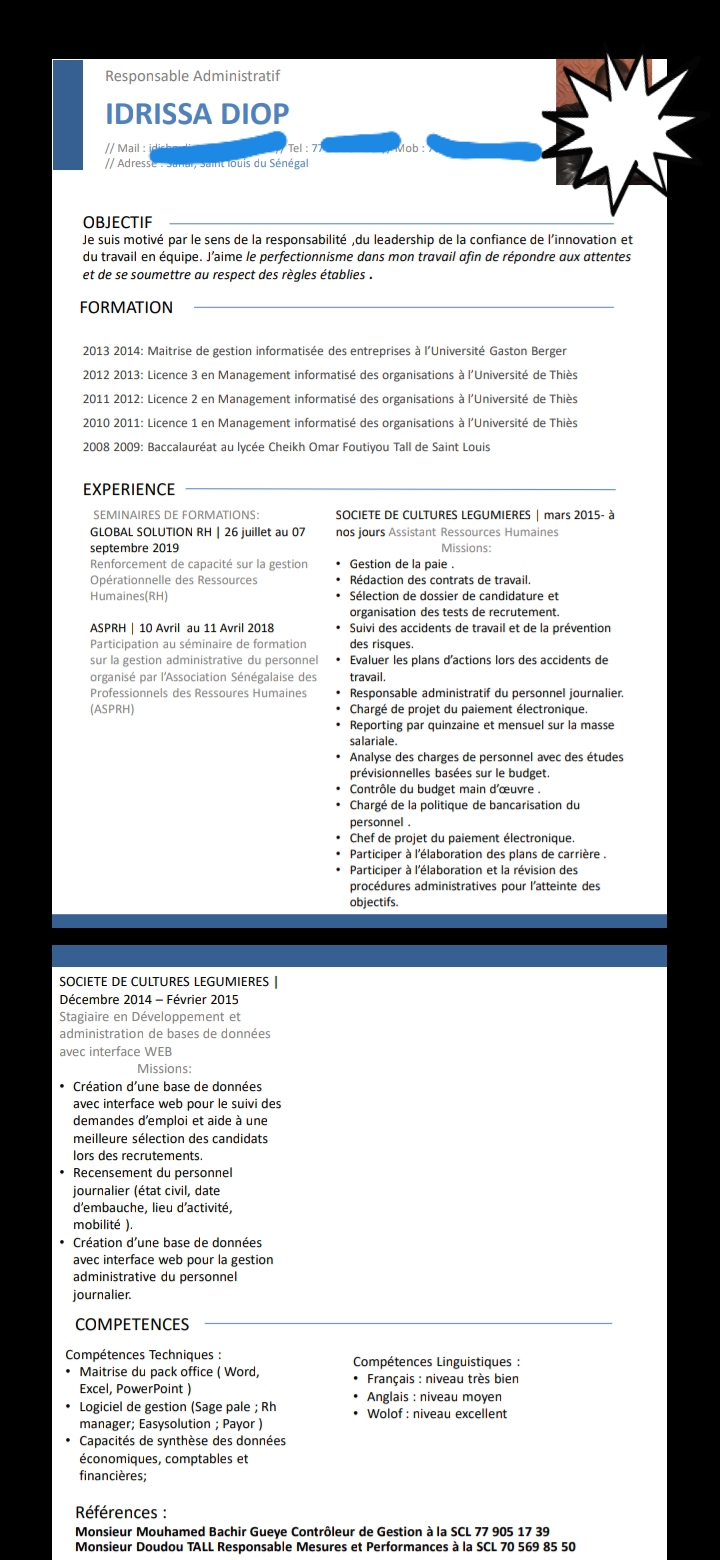 Responsable Administratif
IDRISSA DIOP
// Mail : // Tel : 77 Mob : 7
// Adresse : Sanar, Saint louis du Sénégal
OBJECTIF
Je suis motivé par le sens de la responsabilité ,du leadership de la confiance de l’innovation et
du travail en équipe. J’aime le perfectionnisme dans mon travail afin de répondre aux attentes
et de se soumettre au respect des règles établies .
FORMATION
2013 2014: Maitrise de gestion informatisée des entreprises à l’Université Gaston Berger
2012 2013: Licence 3 en Management informatisé des organisations à l’Université de Thiès
2011 2012: Licence 2 en Management informatisé des organisations à l’Université de Thiès
2010 2011: Licence 1 en Management informatisé des organisations à l’Université de Thiès
2008 2009: Baccalauréat au lycée Cheikh Omar Foutiyou Tall de Saint Louis
EXPERIENCE
SEMINAIRES DE FORMATIONS:
GLOBAL SOLUTION RH | 26 juillet au 07
septembre 2019
Renforcement de capacité sur la gestion
Opérationnelle des Ressources
Humaines(RH)
ASPRH | 10 Avril au 11 Avril 2018
Participation au séminaire de formation
sur la gestion administrative du personnel
organisé par l’Association Sénégalaise des
Professionnels des Ressoures Humaines
(ASPRH)
SOCIETE DE CULTURES LEGUMIERES | mars 2015- à
nos jours Assistant Ressources Humaines
Missions:
• Gestion de la paie .
• Rédaction des contrats de travail.
• Sélection de dossier de candidature et
organisation des tests de recrutement.
• Suivi des accidents de travail et de la prévention
des risques.
• Evaluer les plans d’actions lors des accidents de
travail.
• Responsable administratif du personnel journalier.
• Chargé de projet du paiement électronique.
• Reporting par quinzaine et mensuel sur la masse
salariale.
• Analyse des charges de personnel avec des études
prévisionnelles basées sur le budget.
• Contrôle du budget main d’œuvre .
• Chargé de la politique de bancarisation du
personnel .
• Chef de projet du paiement électronique.
• Participer à l’élaboration des plans de carrière .
• Participer à l’élaboration et la révision des
procédures administratives pour l’atteinte des
objectifs.
SOCIETE DE CULTURES LEGUMIERES |
Décembre 2014 – Février 2015
Stagiaire en Développement et
administration de bases de données
avec interface WEB
Missions:
• Création d’une base de données
avec interface web pour le suivi des
demandes d’emploi et aide à une
meilleure sélection des candidats
lors des recrutements.
• Recensement du personnel
journalier (état civil, date
d’embauche, lieu d’activité,
mobilité ).
• Création d’une base de données
avec interface web pour la gestion
administrative du personnel
journalier.
COMPETENCES
Compétences Techniques :
• Maitrise du pack office ( Word,
Excel, PowerPoint )
• Logiciel de gestion (Sage pale ; Rh
manager; Easysolution ; Payor )
• Capacités de synthèse des données
économiques, comptables et
financières;
Compétences Linguistiques :
• Français : niveau très bien
• Anglais : niveau moyen
• Wolof : niveau excellent
Références :
Monsieur Mouhamed Bachir Gueye Contrôleur de Gestion à la SCL 77 905 17 39
Monsieur Doudou TALL Responsable Mesures et Performances à la SCL 70 569 85 50